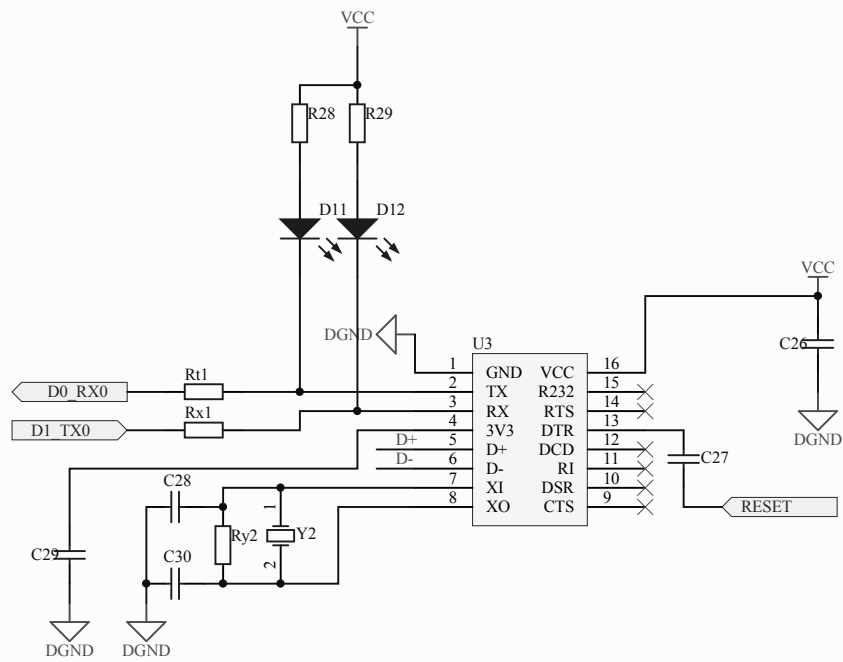 VCC
R28 R29
D11 D12
VCC
DGND
C26
U3
1 GND VCC 16
Rt1
D0_RX0
2 TX R232 15
Rx1
3 RX RTS 14
D1_TX0
4 3V3 DTR 13
DGND
D+ 5 D+ DCD 12
D- 6 D- RI 11
C27
7 XI DSR 10
C28
8 XO CTS 9
RESET
1
Ry2 Y2
C29
C30
2
DGND DGND